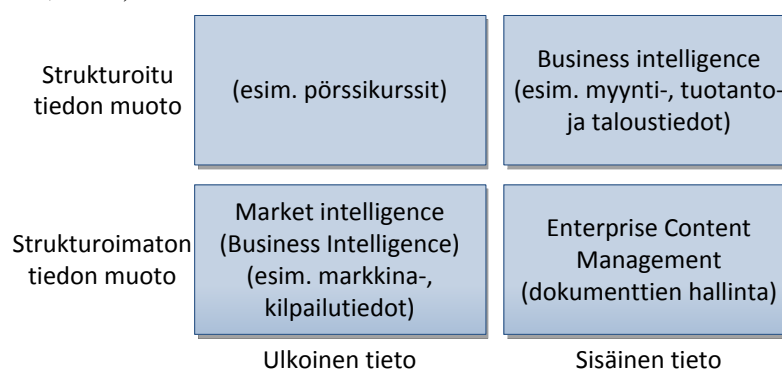 Strukturoitu
tiedon muoto
(esim. pörssikurssit)
Business intelligence
(esim. myynti-, tuotanto-
ja taloustiedot)
Strukturoimaton
tiedon muoto
Market intelligence
(Business Intelligence)
(esim. markkina-,
kilpailutiedot)
Enterprise Content
Management
(dokumenttien hallinta)
Ulkoinen tieto
Sisäinen tieto